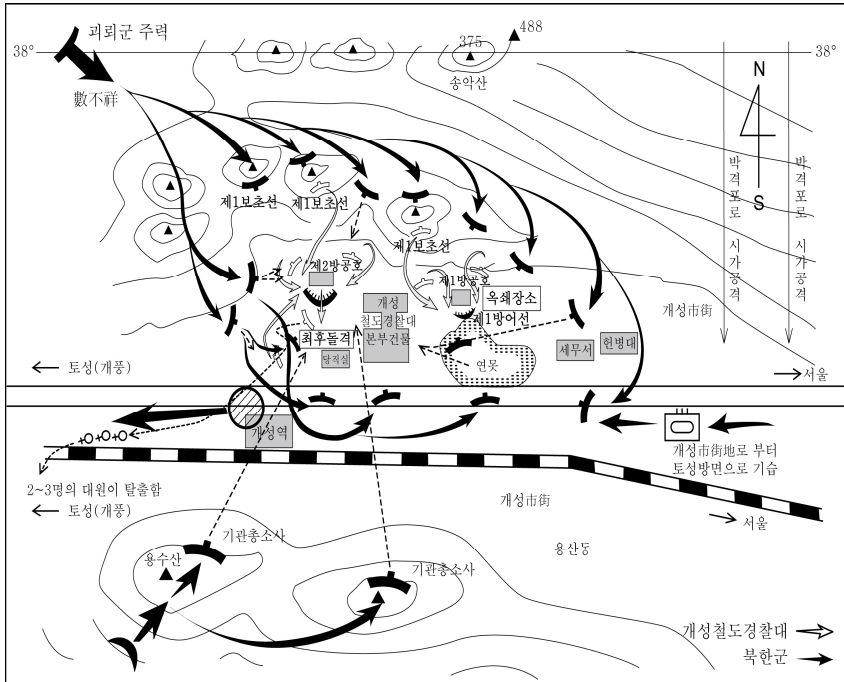 괴뢰군 주력
數不祥
38°
375
488
송악산
38°
N
S
박격포로 시가공격
박격포로 시가공격
제1보초선
제1보초선
제1보초선
제2방공호
제1방공호
옥쇄장소
제1방어선
개성
철도경찰대
본부건물
최후돌격
당직실
연못
세무서
헌병대
개성市街
← 토성(개풍)
→서울
개성역
개성市街地로 부터
토성방면으로 기습
2~3명의 대원이 탈출함
← 토성(개풍)
개성市街
→ 서울
용산동
기관총소사
용수산
기관총소사
개성철도경찰대
북한군